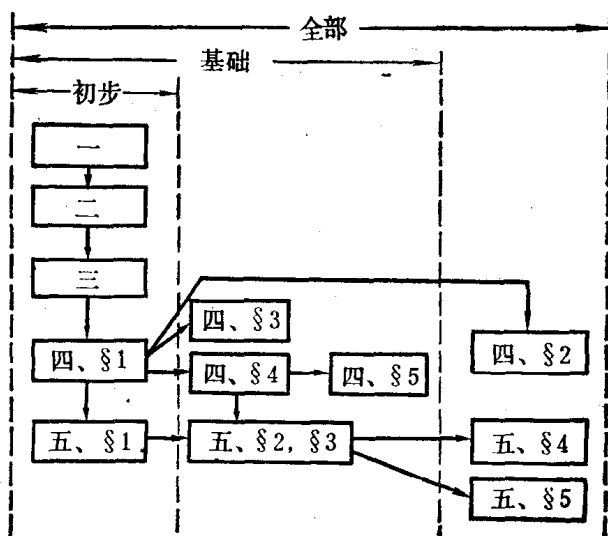 全部
基础
初步
一
二
三
四、§3
四、§1
四、§2
四、§4
四、§5
五、§1
五、§2，§3
五、§4
五、§5